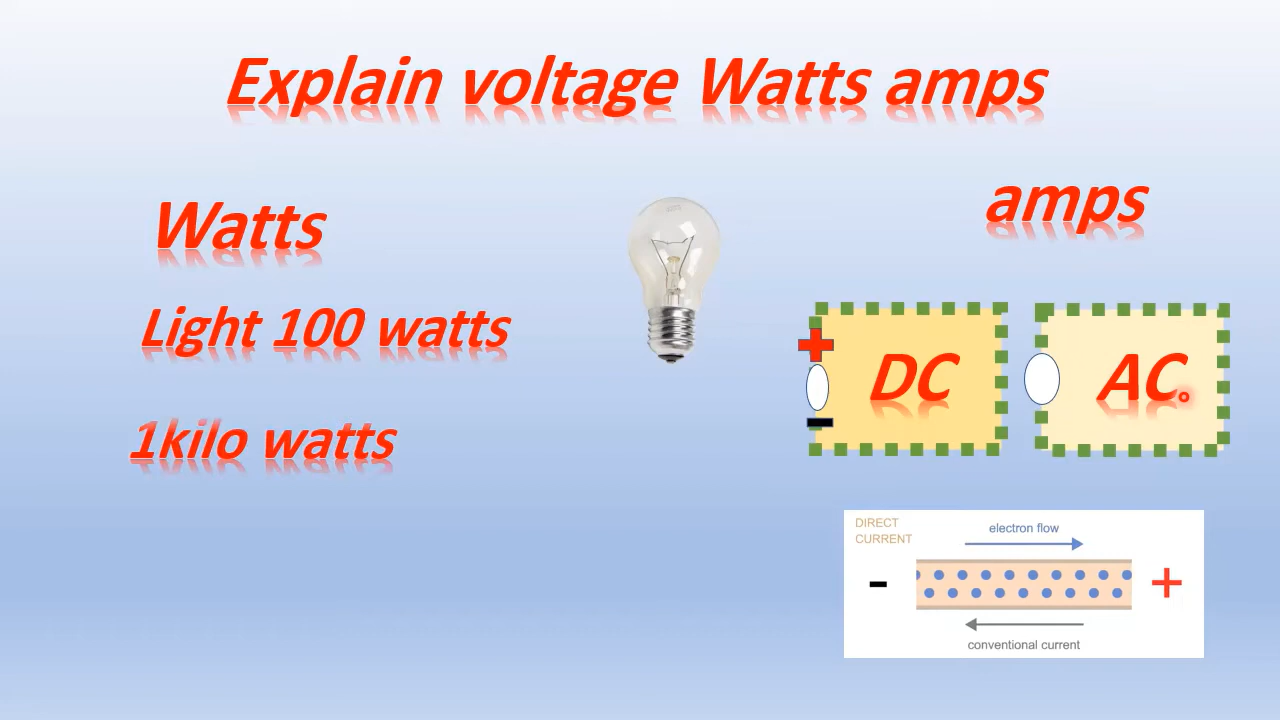 Explain voltage Watts amps
Watts
amps
Light 100 watts
1kilo watts
+
DC
-
AC
DIRECT
CURRENT
electron flow
-
+
conventional current